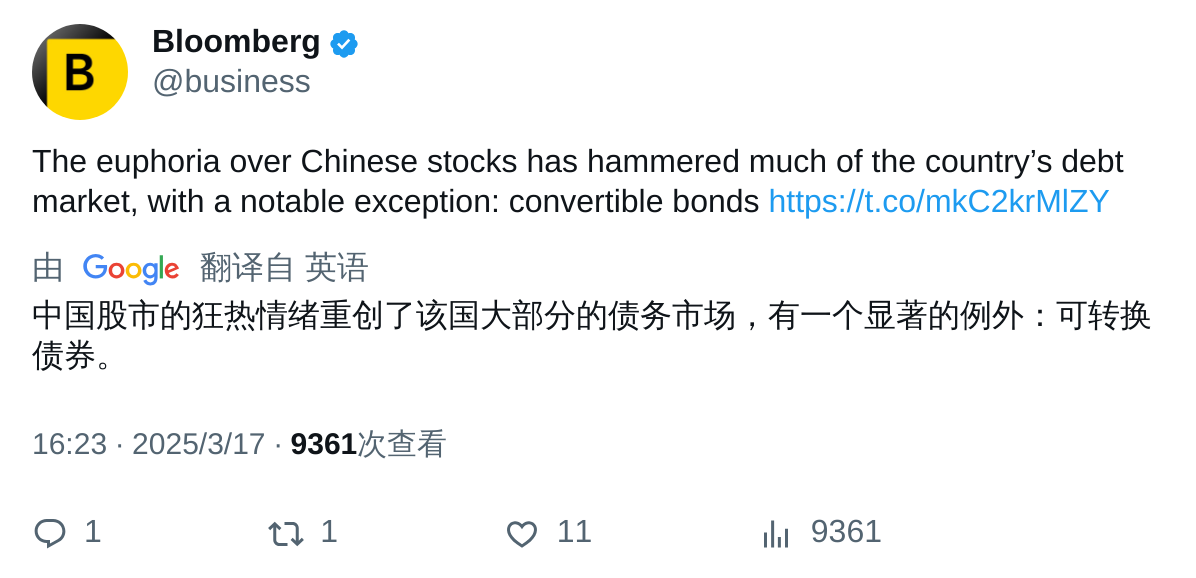 B
Bloomberg
@business
The euphoria over Chinese stocks has hammered much of the country’s debt
market, with a notable exception: convertible bonds https://t.co/mkC2krMlZY
由 Google 翻译自 英语
中国股市的狂热情绪重创了该国大部分的债务市场，有一个显著的例外：可转换
债券。
16:23 · 2025/3/17 · 9361次查看
1 1 11 9361